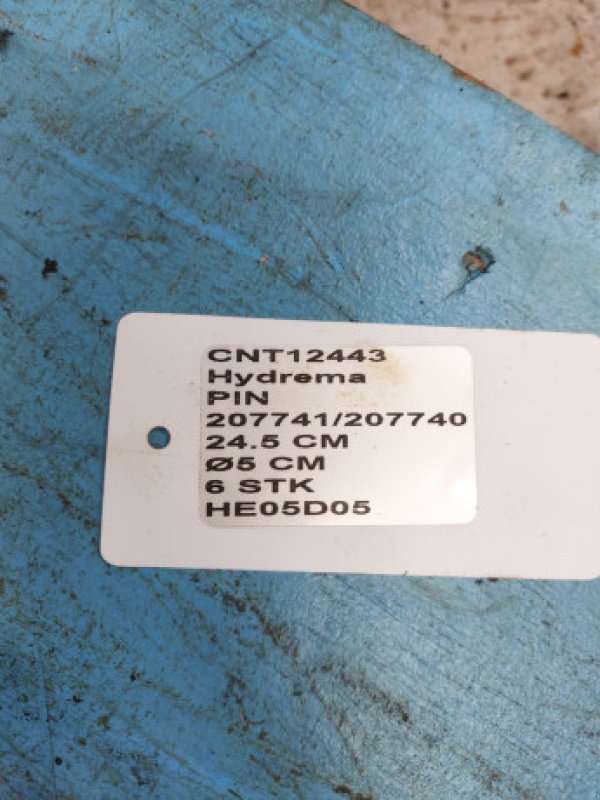 CNT12443
Hydrema
PIN
207741/207740
24.5 CM
Ø5 CM
6 STK
HE05D05